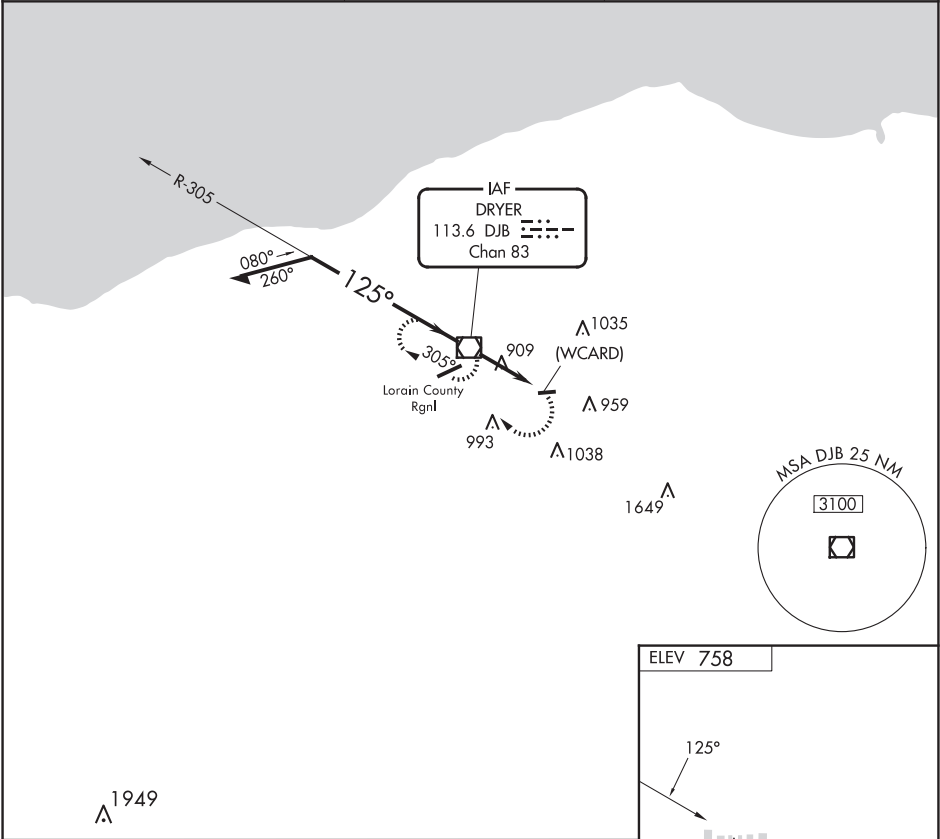 R-305
IAF
DRYER
113.6 DJB
Chan 83
080°
260°
125°
305°
909
1035
(WCARD)
Lorain County
Rgnl
959
993
1038
1649
MSA DJB 25 NM
3100
ELEV 758
125°
1949